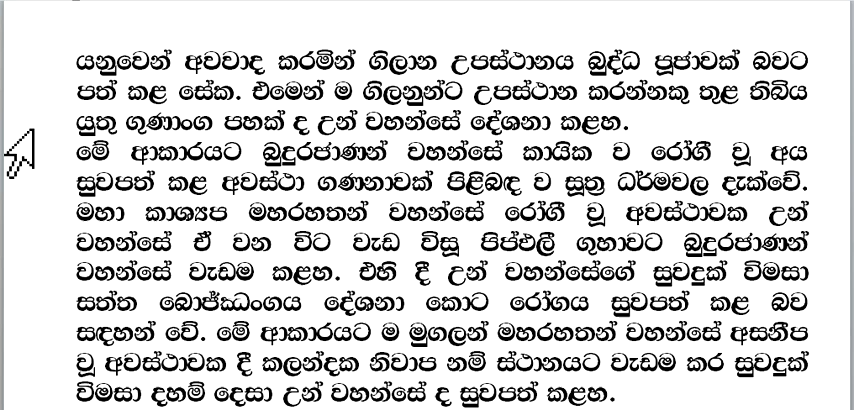 යනුවෙන් අවවාද කරමින් ගිලාන උපස්ථානය බුද්ධ පූජාවක් බවට
පත් කළ සේක. එමෙන් ම ගිලනුන්ට උපස්ථාන කරන්නකු තුළ තිබිය
යුතු ගුණාංග පහක් ද උන් වහන්සේ දේශනා කළහ.
මේ ආකාරයට බුදුරජාණන් වහන්සේ කායික ව රෝගී වූ අය
සුවපත් කළ අවස්ථා ගණනාවක් පිළිබඳ ව සූත්‍ර ධර්මවල දැක්වේ.
මහා කාශ්‍යප මහරහතන් වහන්සේ රෝගී වූ අවස්ථාවක උන්
වහන්සේ ඒ වන විට වැඩ විසූ පිප්ඵලී ගුහාවට බුදුරජාණන්
වහන්සේ වැඩම කළහ. එහි දී උන් වහන්සේගේ සුවදුක් විමසා
සත්ත බොජ්ඣංගය දේශනා කොට රෝගය සුවපත් කළ බව
සඳහන් වේ. මේ ආකාරයට ම මුගලන් මහරහතන් වහන්සේ අසනීප
වූ අවස්ථාවක දී කලන්දක නිවාප නම් ස්ථානයට වැඩම කර සුවදුක්
විමසා දහම් දෙසා උන් වහන්සේ ද සුවපත් කළහ.